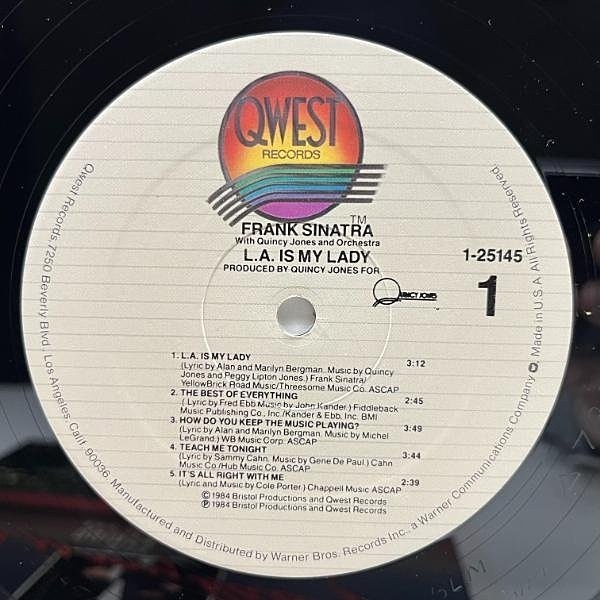 QWEST
RECORDS
TM
FRANK SINATRA
With Quincy Jones and Orchestra
L.A. IS MY LADY
PRODUCED BY QUINCY JONES FOR
QUINCY JONES
1-25145
1
1. L.A. IS MY LADY 3:12
(Lyric by Alan and Marilyn Bergman. Music by Quincy
Jones and Peggy Lipton Jones.) Frank Sinatra/
YellowBrick Road Music/Threesome Music Co. ASCAP
2. THE BEST OF EVERYTHING 2:45
(Lyric by Fred Ebb Music by John Kander.) Fiddleback
Music Publishing Co., Inc./Kander & Ebb, Inc. BMI
3. HOW DO YOU KEEP THE MUSIC PLAYING? 3:49
(Lyric by Alan and Marilyn Bergman. Music by Michel
LeGrand.) WB Music Corp. ASCAP
4. TEACH ME TONIGHT 3:44
(Lyric by Sammy Cahn. Music by Gene De Paul.) Cahn
Music Co./Hub Music Co. ASCAP
5. IT'S ALL RIGHT WITH ME 2:39
(Lyric and Music by Cole Porter.) Chappell Music ASCAP
Ⓒ 1984 Bristol Productions and Qwest Records
Ⓟ 1984 Bristol Productions and Qwest Records
Qwest Records 7250 Beverly Blvd. Los Angeles Calif. 90036. Manufactured and Distributed by Warner Bros. Records Inc., a Warner Communications Company Made in U.S.A. All Rights Reserved.